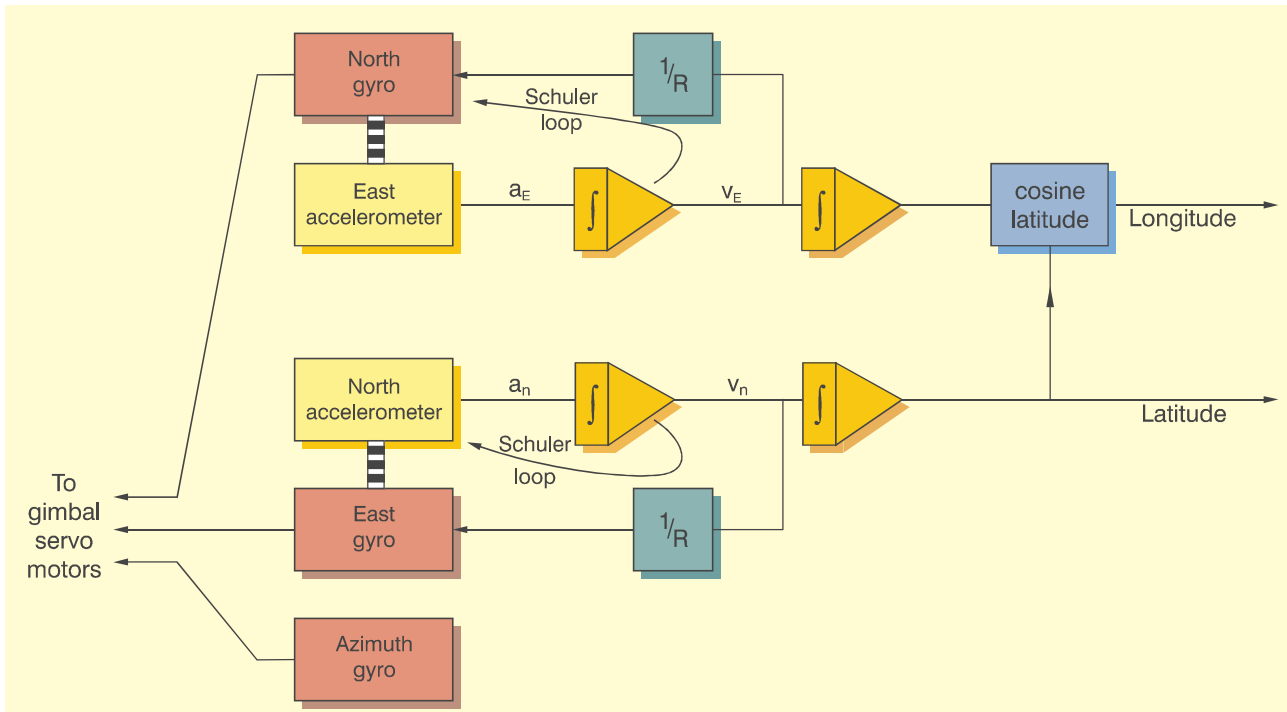 North
gyro
1/R
Schuler
loop
East
accelerometer
aE
∫
vE
∫
cosine
latitude
Longitude
North
accelerometer
an
∫
vn
∫
Latitude
Schuler
loop
To
gimbal
servo
motors
East
gyro
1/R
Azimuth
gyro